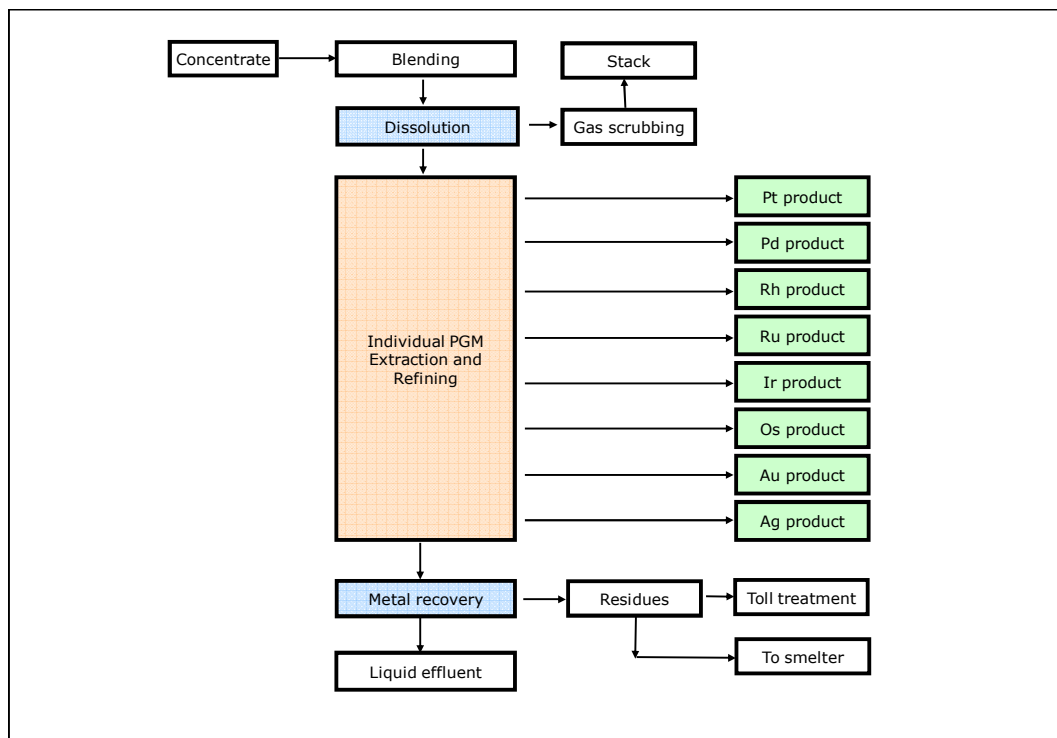 Concentrate
Blending
Stack
Dissolution
Gas scrubbing
Pt product
Pd product
Rh product
Ru product
Individual PGM
Extraction and
Refining
Ir product
Os product
Au product
Ag product
Metal recovery
Residues
Toll treatment
Liquid effluent
To smelter